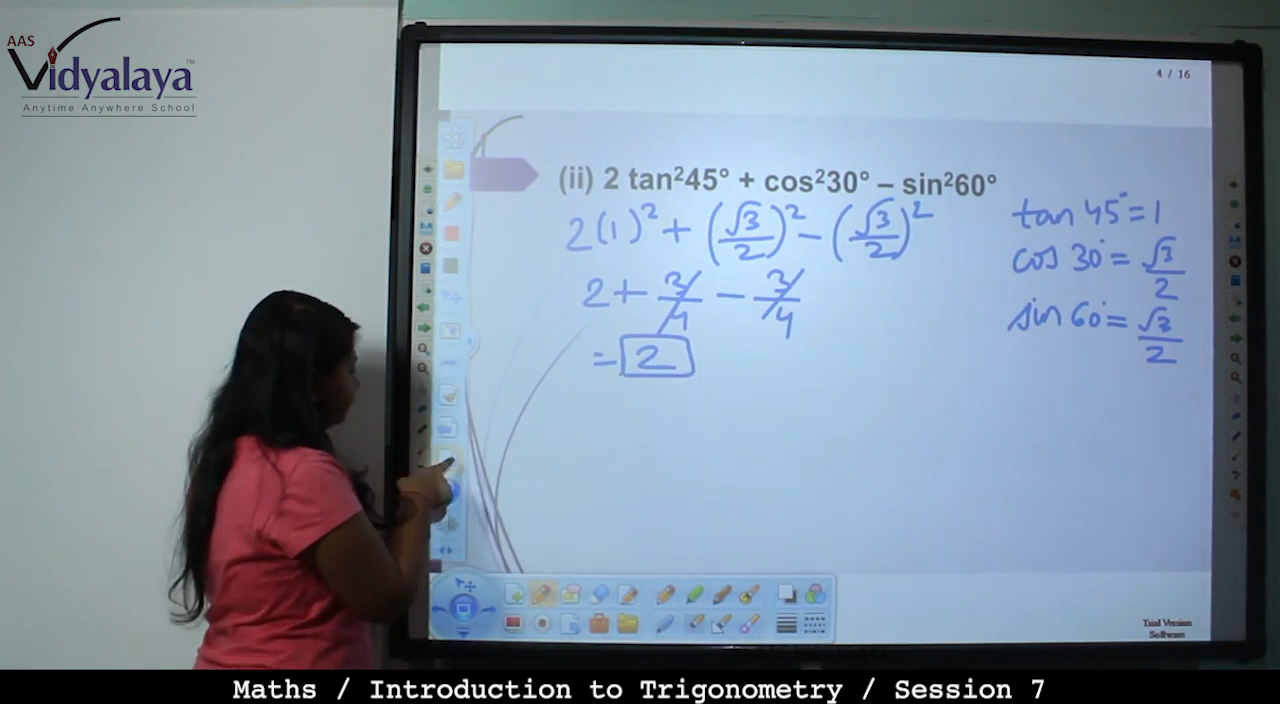 AAS
Vidyalaya™
Anytime Anywhere School
4 / 16
(ii) 2 tan²45° + cos²30° – sin²60°
2(1)² + (√3/2)² – (√3/2)²
2 + 3/4 – 3/4
= 2
tan 45° = 1
cos 30° = √3/2
sin 60° = √3/2
Trial Version
Software
Maths / Introduction to Trigonometry / Session 7